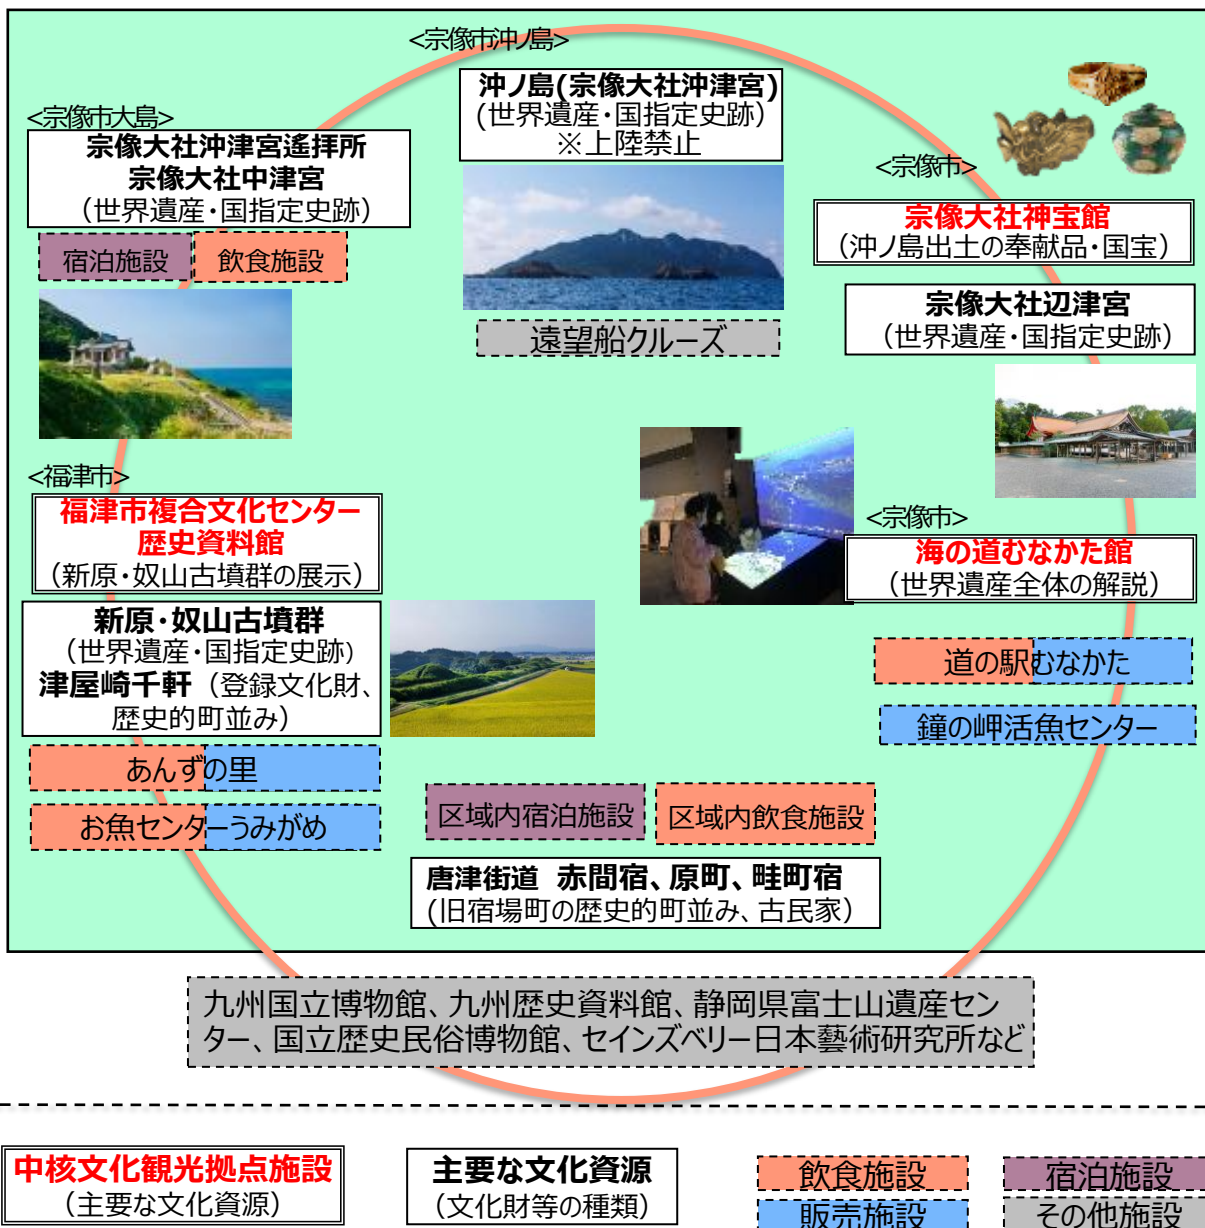 <宗像市沖ノ島>
沖ノ島(宗像大社沖津宮)
(世界遺産・国指定史跡)
※上陸禁止
遠望船クルーズ
<宗像市大島>
宗像大社沖津宮遙拝所
宗像大社中津宮
(世界遺産・国指定史跡)
宿泊施設
飲食施設
<宗像市>
宗像大社神宝館
(沖ノ島出土の奉献品・国宝)
宗像大社辺津宮
(世界遺産・国指定史跡)
<福津市>
福津市複合文化センター
歴史資料館
(新原・奴山古墳群の展示)
新原・奴山古墳群
(世界遺産・国指定史跡)
津屋崎千軒(登録文化財、
歴史的町並み)
あんずの里
お魚センターうみがめ
<宗像市>
海の道むなかた館
(世界遺産全体の解説)
道の駅むなかた
鐘の岬活魚センター
区域内宿泊施設
区域内飲食施設
唐津街道 赤間宿、原町、畦町宿
(旧宿場町の歴史的町並み、古民家)
九州国立博物館、九州歴史資料館、静岡県富士山遺産セン
ター、国立歴史民俗博物館、セインズベリー日本藝術研究所など
中核文化観光拠点施設
(主要な文化資源)
主要な文化資源
(文化財等の種類)
飲食施設
宿泊施設
販売施設
その他施設